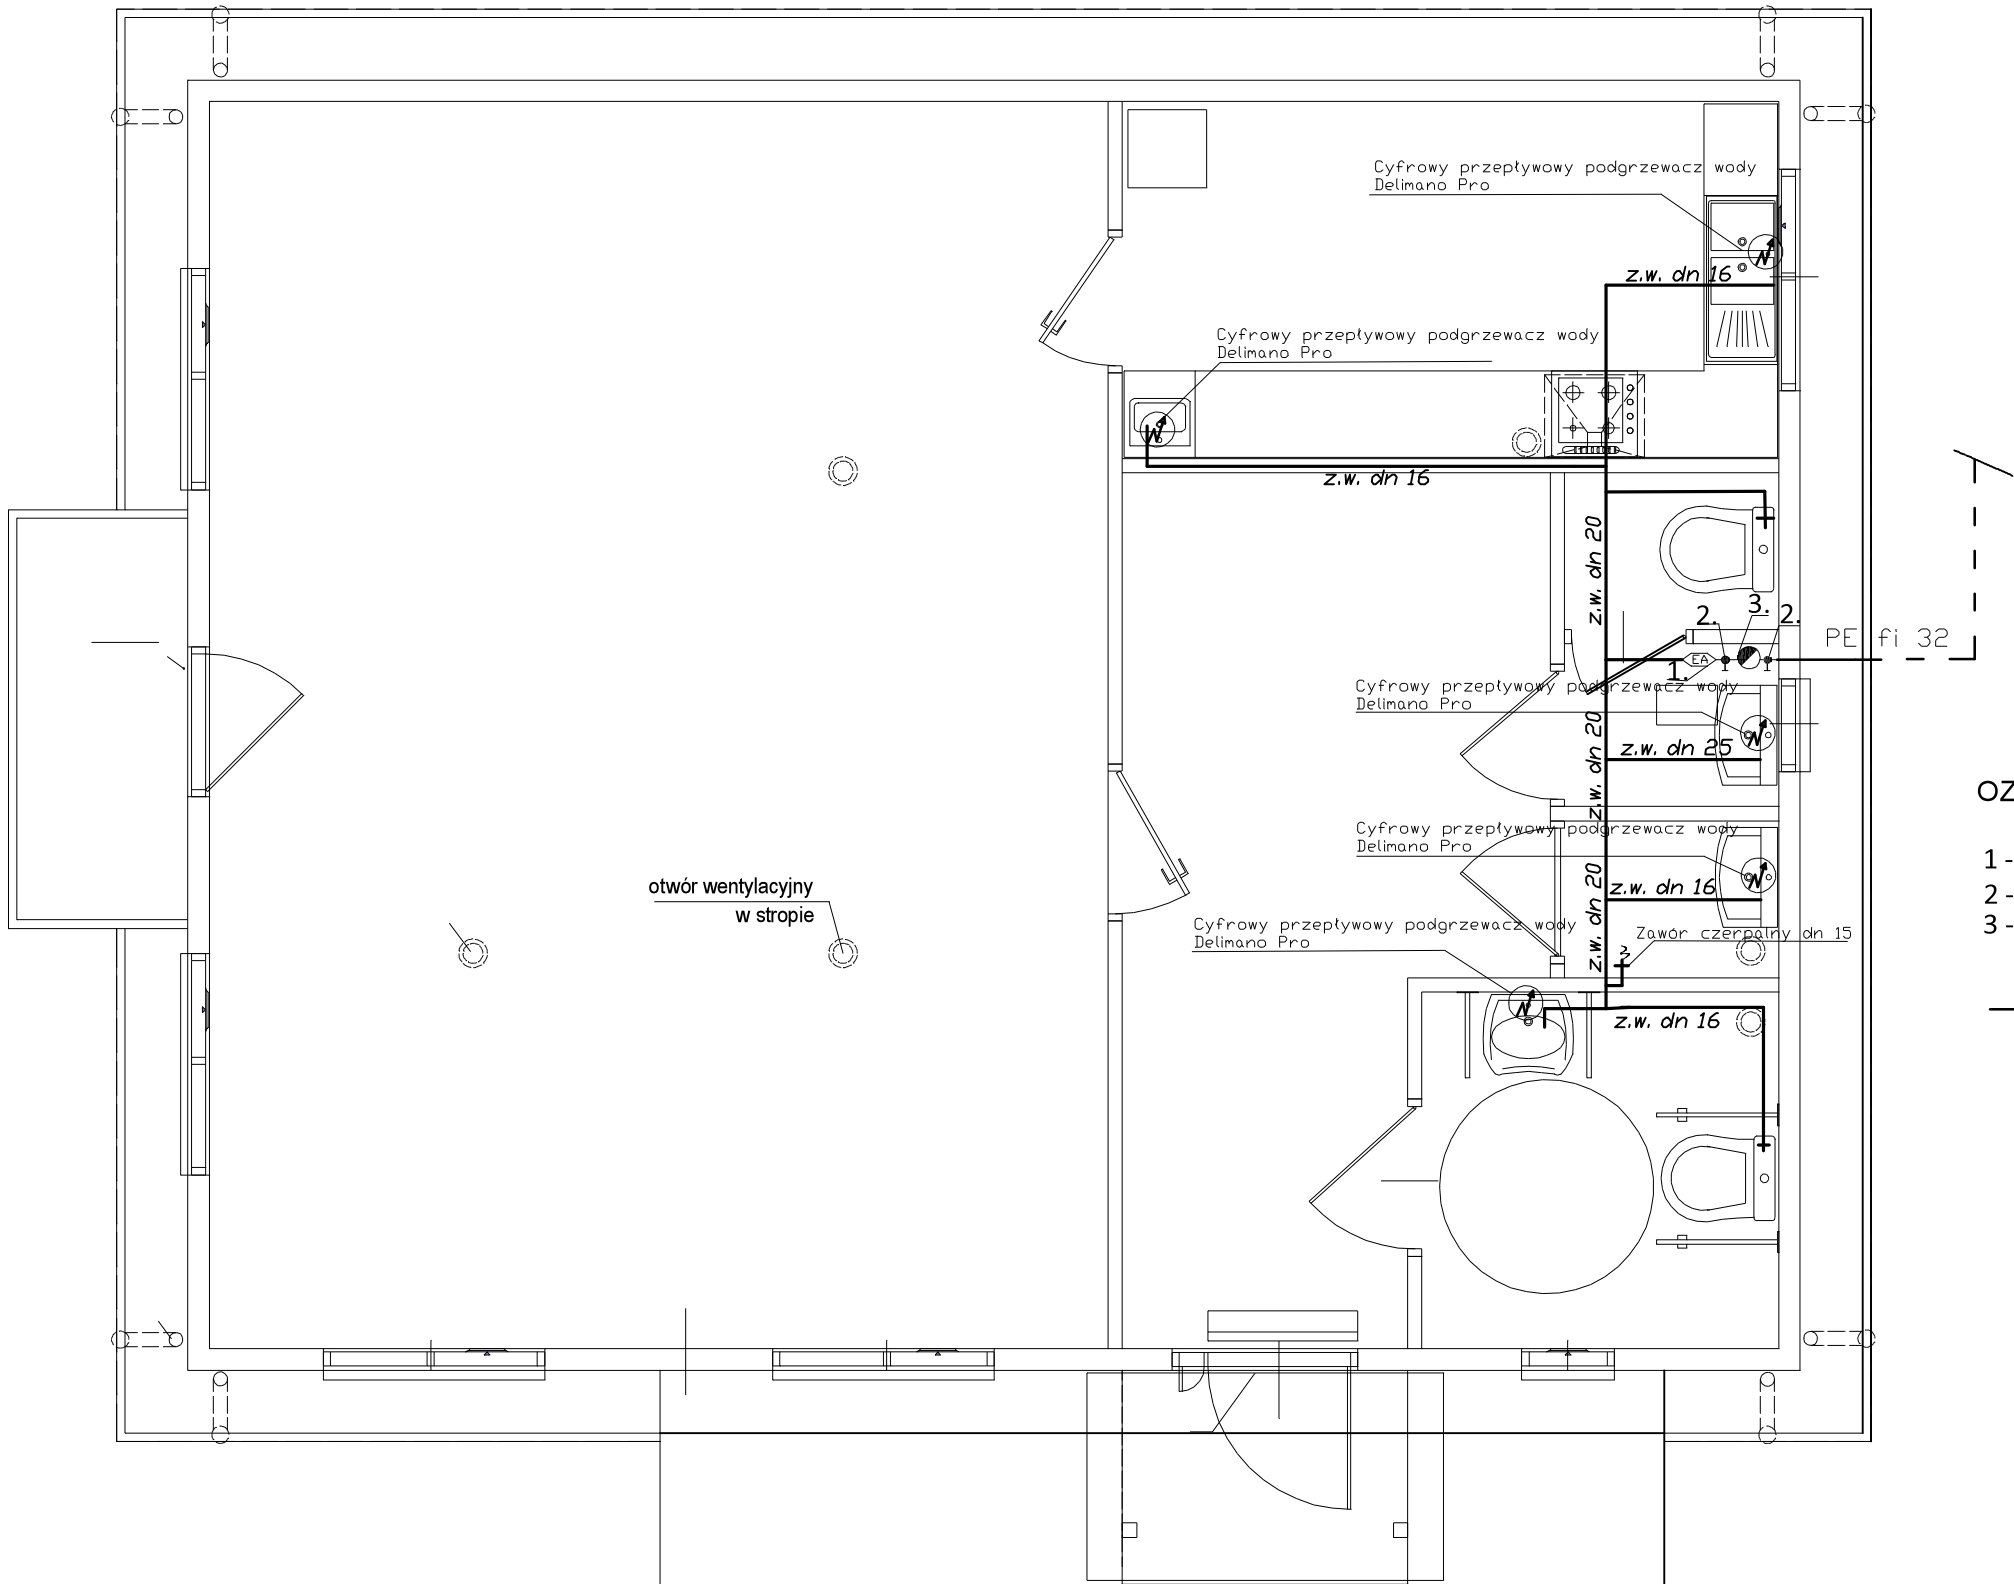 Cyfrowy przepływowy podgrzewacz wody
Delimano Pro
z.w. dn 16
Cyfrowy przepływowy podgrzewacz wody
Delimano Pro
z.w. dn 16
z.w. dn 20
2.
3.
2.
PE fi 32
EA
1.
Cyfrowy przepływowy podgrzewacz wody
Delimano Pro
z.w. dn 20
z.w. dn 25
OZ
Cyfrowy przepływowy podgrzewacz wody
Delimano Pro
1 -
2 -
3 -
z.w. dn 20
z.w. dn 16
otwór wentylacyjny
w stropie
Cyfrowy przepływowy podgrzewacz wody
Delimano Pro
Zawór czerpalny dn 15
z.w. dn 16